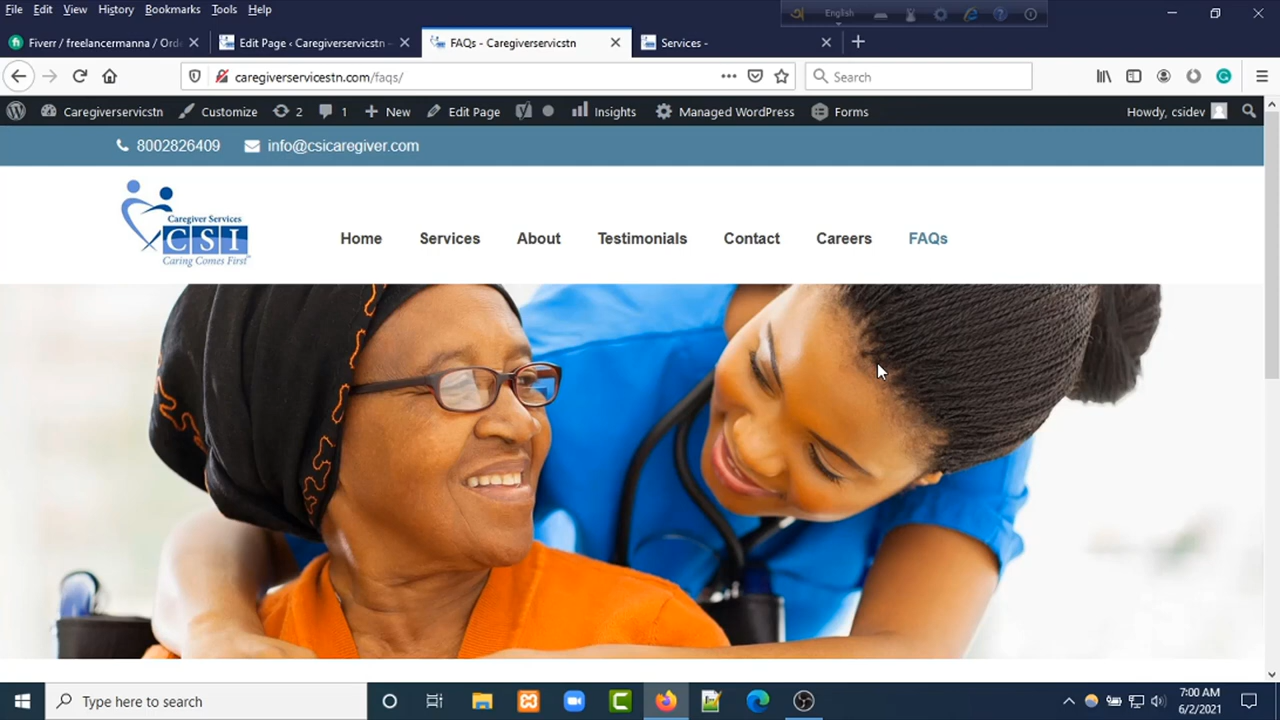 File Edit View History Bookmarks Tools Help
English
Fiverr / freelancermanna / Ord
Edit Page ‹ Caregiverservicstn –
FAQs - Caregiverservicstn
Services -
caregiverservicestn.com/faqs/
Search
Caregiverservicstn Customize 2 1 New Edit Page Insights Managed WordPress Forms Howdy, csidev
8002826409 info@csicaregiver.com
Caregiver Services
CSI
Caring Comes First
Home Services About Testimonials Contact Careers FAQs
Type here to search
7:00 AM
6/2/2021